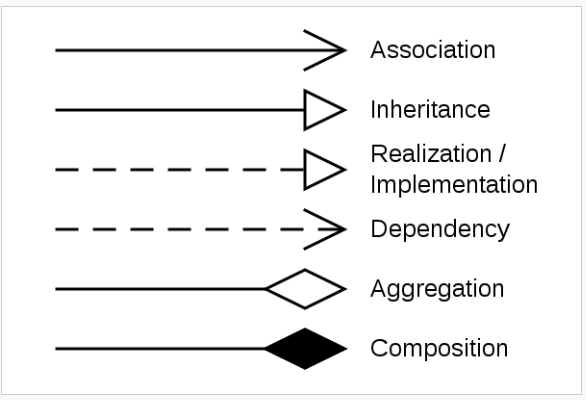 Association
Inheritance
Realization /
Implementation
Dependency
Aggregation
Composition